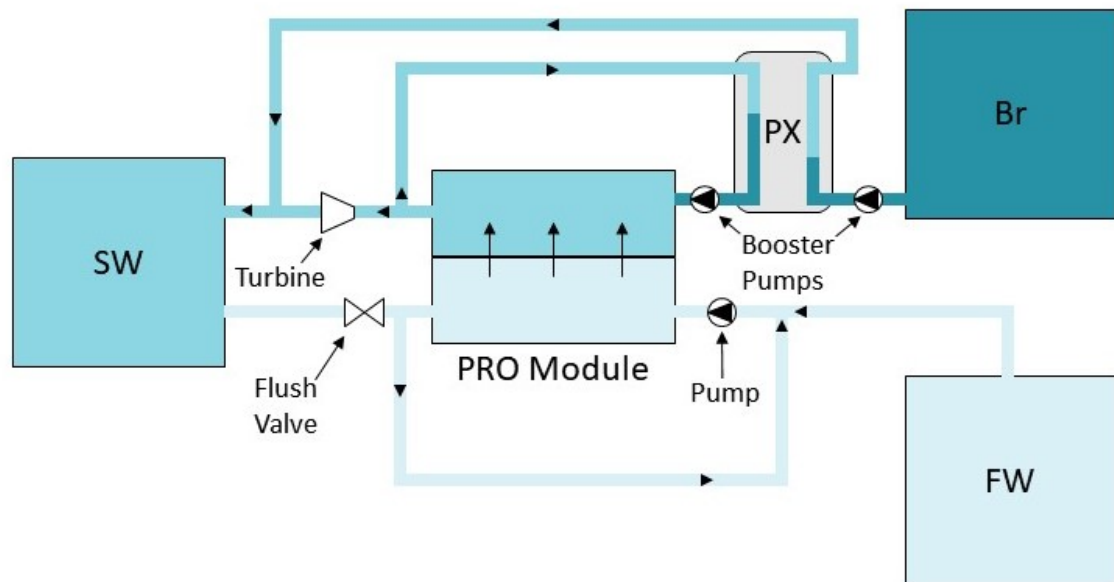 PX
Br
SW
Turbine
Booster
Pumps
PRO Module
Flush
Valve
Pump
FW